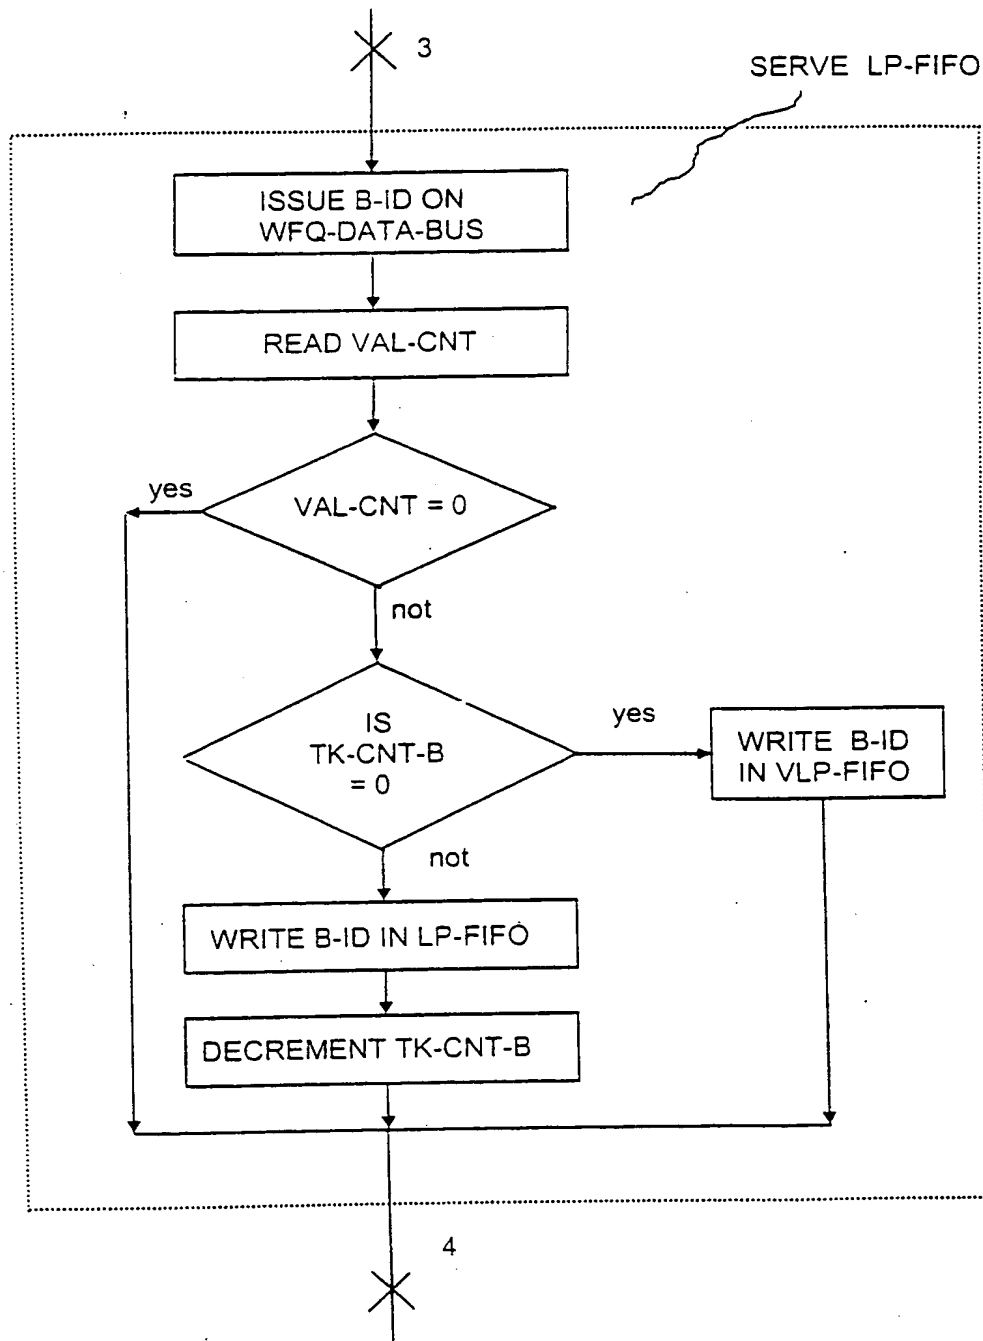 3
SERVE LP-FIFO
ISSUE B-ID ON
WFQ-DATA-BUS
READ VAL-CNT
yes
VAL-CNT = 0
not
IS
TK-CNT-B
= 0
yes
WRITE B-ID
IN VLP-FIFO
not
WRITE B-ID IN LP-FIFO
DECREMENT TK-CNT-B
4